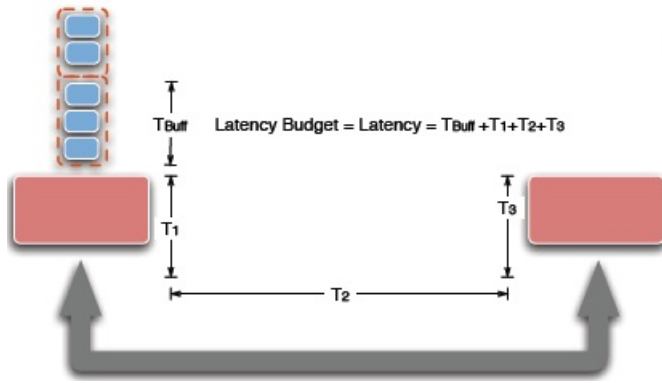 TBuff Latency Budget = Latency = TBuff +T1+T2+T3
T1
T3
T2